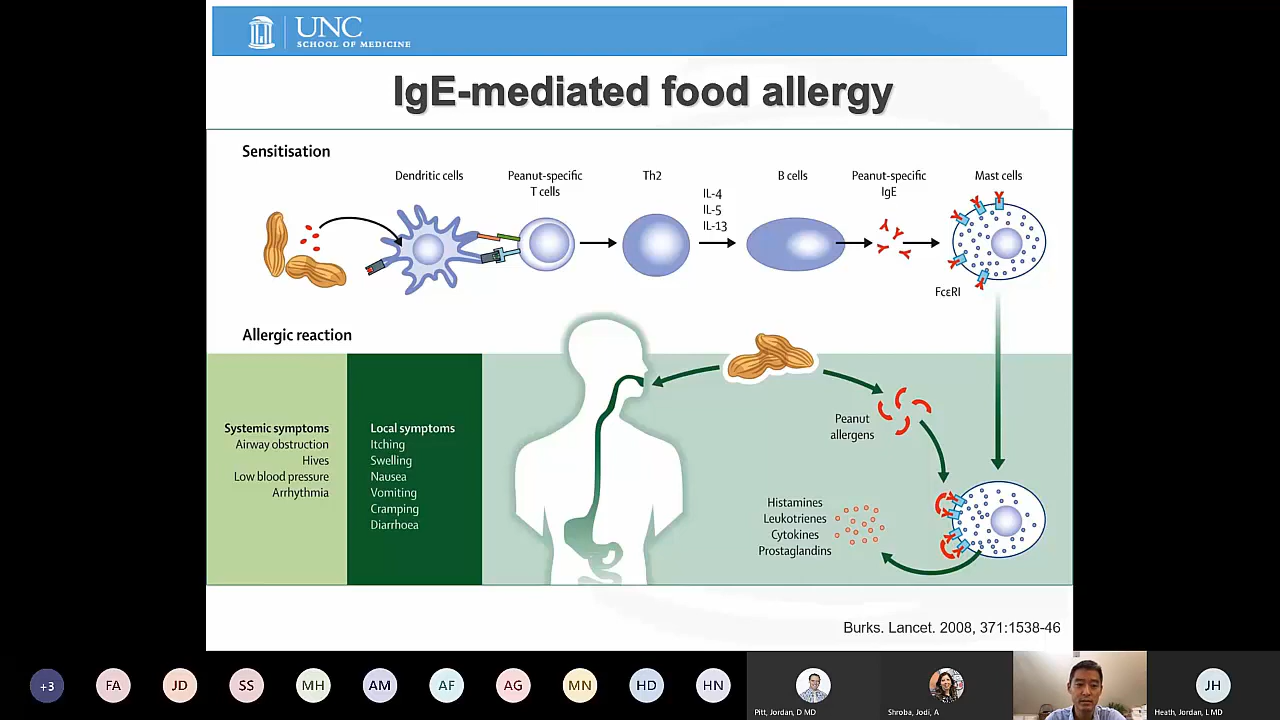 UNC
SCHOOL OF MEDICINE
IgE-mediated food allergy
Sensitisation
Dendritic cells
Peanut-specific
T cells
Th2
IL-4
IL-5
IL-13
B cells
Peanut-specific
IgE
Mast cells
FcεRI
Allergic reaction
Systemic symptoms
Airway obstruction
Hives
Low blood pressure
Arrhythmia
Local symptoms
Itching
Swelling
Nausea
Vomiting
Cramping
Diarrhoea
Peanut
allergens
Histamines
Leukotrienes
Cytokines
Prostaglandins
Burks. Lancet. 2008, 371:1538-46
+3
FA
JD
SS
MH
AM
AF
AG
MN
HD
HN
Pitt, Jordan, D MD
Shroba, Jodi, A
JH
Heath, Jordan, L MD